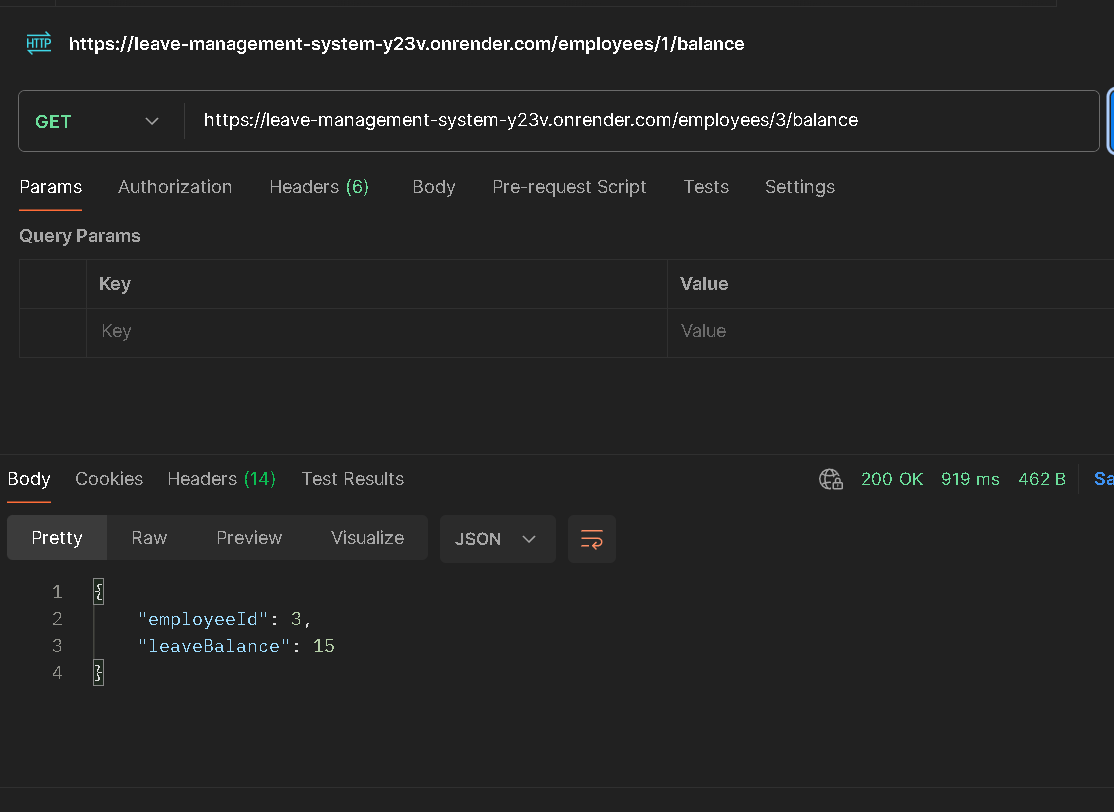 HTTP https://leave-management-system-y23v.onrender.com/employees/1/balance
GET https://leave-management-system-y23v.onrender.com/employees/3/balance
Params Authorization Headers (6) Body Pre-request Script Tests Settings
Query Params
Key Value
Key Value
Body Cookies Headers (14) Test Results 200 OK 919 ms 462 B Sa
Pretty Raw Preview Visualize JSON
1 {
2 "employeeId": 3,
3 "leaveBalance": 15
4 }